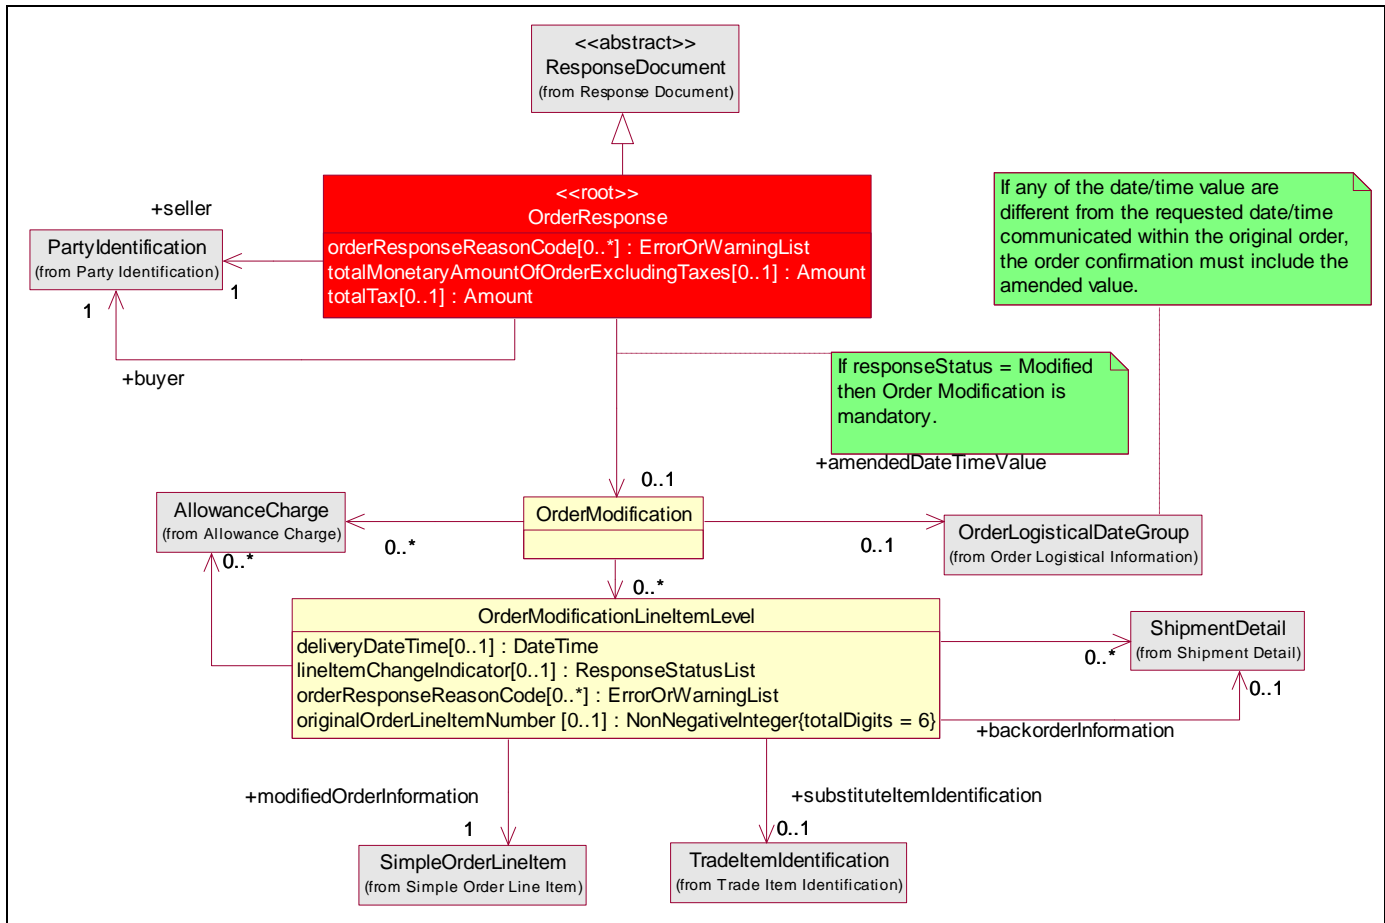 <<abstract>>
ResponseDocument
(from Response Document)
<<root>>
OrderResponse
orderResponseReasonCode[0..*] : ErrorOrWarningList
totalMonetaryAmountOfOrderExcludingTaxes[0..1] : Amount
totalTax[0..1] : Amount
If any of the date/time value are
different from the requested date/time
communicated within the original order,
the order confirmation must include the
amended value.
+seller
PartyIdentification
(from Party Identification)
1
1
+buyer
If responseStatus = Modified
then Order Modification is
mandatory.
+amendedDateTimeValue
0..1
AllowanceCharge
(from Allowance Charge)
0..*
0..*
OrderModification
0..1
OrderLogisticalDateGroup
(from Order Logistical Information)
0..*
OrderModificationLineItemLevel
deliveryDateTime[0..1] : DateTime
lineItemChangeIndicator[0..1] : ResponseStatusList
orderResponseReasonCode[0..*] : ErrorOrWarningList
originalOrderLineItemNumber [0..1] : NonNegativeInteger{totalDigits = 6}
ShipmentDetail
(from Shipment Detail)
0..*
0..1
+backorderInformation
+modifiedOrderInformation
1
+substituteItemIdentification
0..1
SimpleOrderLineItem
(from Simple Order Line Item)
TradeItemIdentification
(from Trade Item Identification)